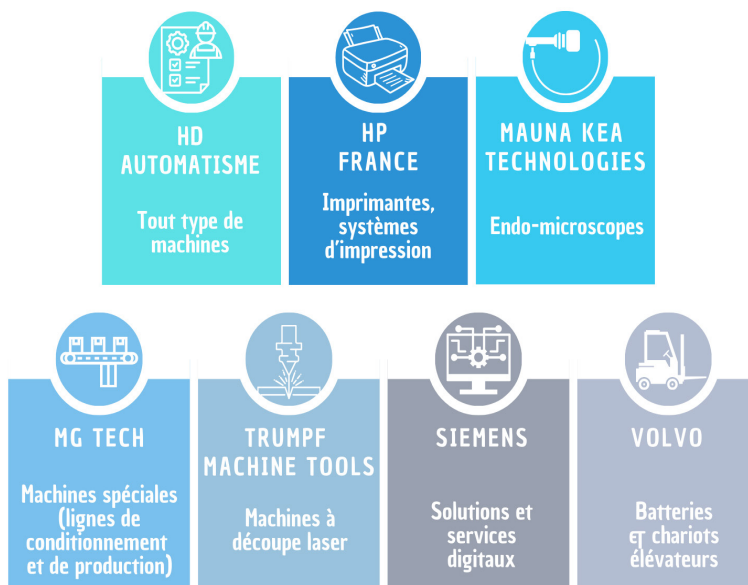 HD
AUTOMATISME
Tout type de
machines
HP
FRANCE
Imprimantes,
systèmes
d'impression
MAUNA KEA
TECHNOLOGIES
Endo-microscopes
MG TECH
Machines spéciales
(lignes de
conditionnement
et de production)
TRUMPF
MACHINE TOOLS
Machines à
découpe laser
SIEMENS
Solutions et
services
digitaux
VOLVO
Batteries
et chariots
élévateurs